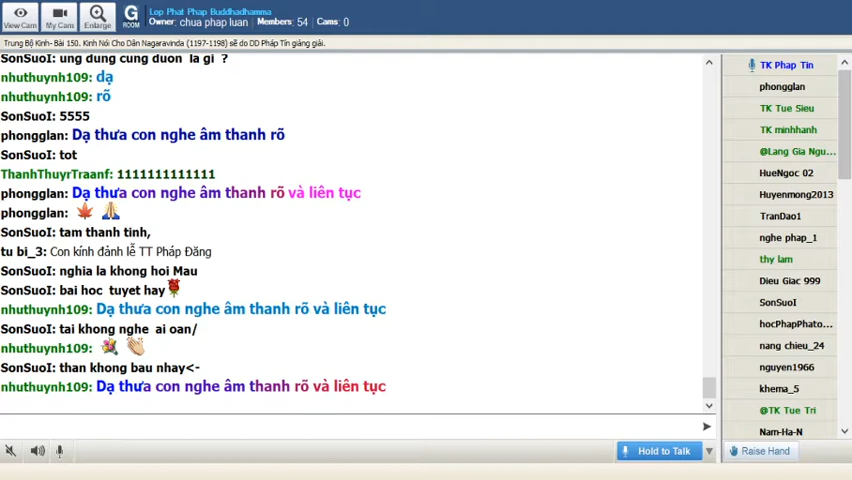 Lop Phat Phap Buddhadhamma
Owner: chua phap luan Members: 54 Cams: 0
View Cam
My Cam
Enlarge
G
ROOM
Trung Bộ Kinh- Bài 150. Kinh Nói Cho Dân Nagaravinda (1197-1198) sẽ do DD Pháp Tín giảng giải.
SonSuoI: ung dung cung duon la gi ?
nhuthuynh109: dạ
nhuthuynh109: rõ
SonSuoI: 5555
phongglan: Dạ thưa con nghe âm thanh rõ
SonSuoI: tot
ThanhThuyrTraanf: 1111111111111
phongglan: Dạ thưa con nghe âm thanh rõ và liên tục
phongglan: 🍁 🙏
SonSuoI: tam thanh tinh,
tu bi_3: Con kính đảnh lễ TT Pháp Đăng
SonSuoI: nghia la khong hoi Mau
SonSuoI: bai hoc tuyet hay🌹
nhuthuynh109: Dạ thưa con nghe âm thanh rõ và liên tục
SonSuoI: tai khong nghe ai oan/
nhuthuynh109: 💐 👏
SonSuoI: than khong bau nhay<-
nhuthuynh109: Dạ thưa con nghe âm thanh rõ và liên tục
Hold to Talk
TK Phap Tin
phongglan
TK Tue Sieu
TK minhhanh
@Lang Gia Ngu...
HueNgoc 02
Huyenmong2013
TranDao1
nghe phap_1
thy lam
Dieu Giac 999
SonSuoI
hocPhapPhato...
nang chieu_24
nguyen1966
khema_5
@TK Tue Tri
Nam-Ha-N
Raise Hand